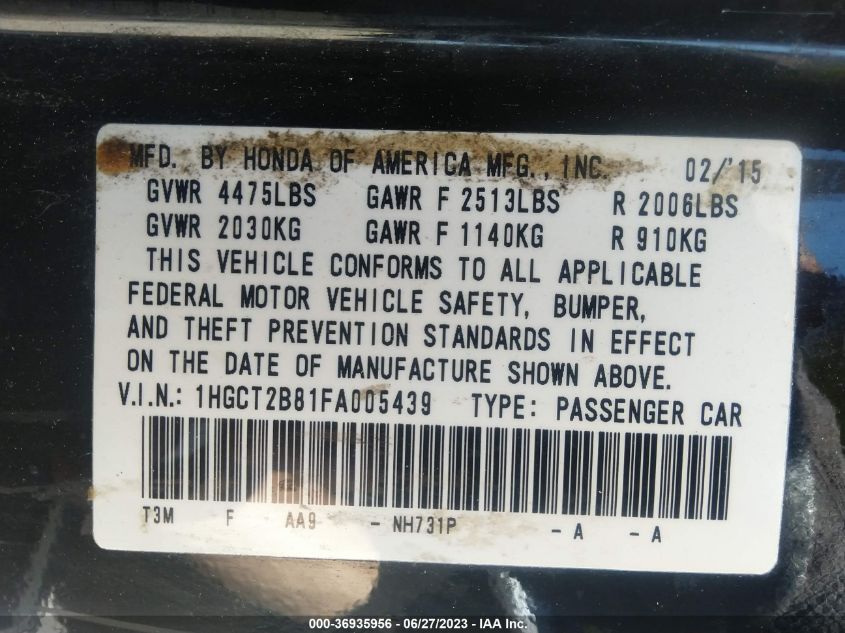 MFD. BY HONDA OF AMERICA MFG., INC. 02/'15
GVWR 4475LBS GAWR F 2513LBS R 2006LBS
GVWR 2030KG GAWR F 1140KG R 910KG
THIS VEHICLE CONFORMS TO ALL APPLICABLE
FEDERAL MOTOR VEHICLE SAFETY, BUMPER,
AND THEFT PREVENTION STANDARDS IN EFFECT
ON THE DATE OF MANUFACTURE SHOWN ABOVE.
V.I.N.: 1HGCT2B81FA005439 TYPE: PASSENGER CAR
T3M F AA9 - NH731P - A - A
000-36935956 - 06/27/2023 - IAA Inc.